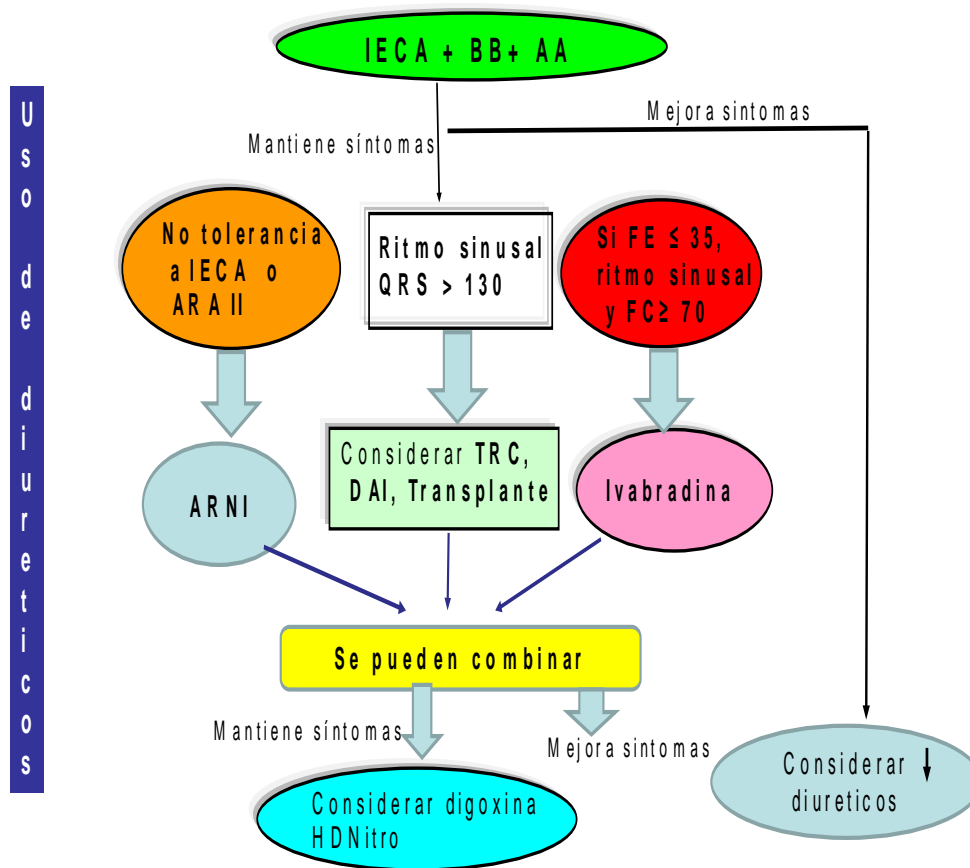 IECA + BB+ AA
Uso de diureticos
Mejora sintomas
Mantiene síntomas
No tolerancia
a IECA o
ARA II
Ritmo sinusal
QRS > 130
Si FE ≤ 35,
ritmo sinusal
y FC≥ 70
ARNI
Considerar TRC,
DAI, Transplante
Ivabradina
Se pueden combinar
Mantiene síntomas
Mejora sintomas
Considerar digoxina
HDNitro
Considerar
diureticos